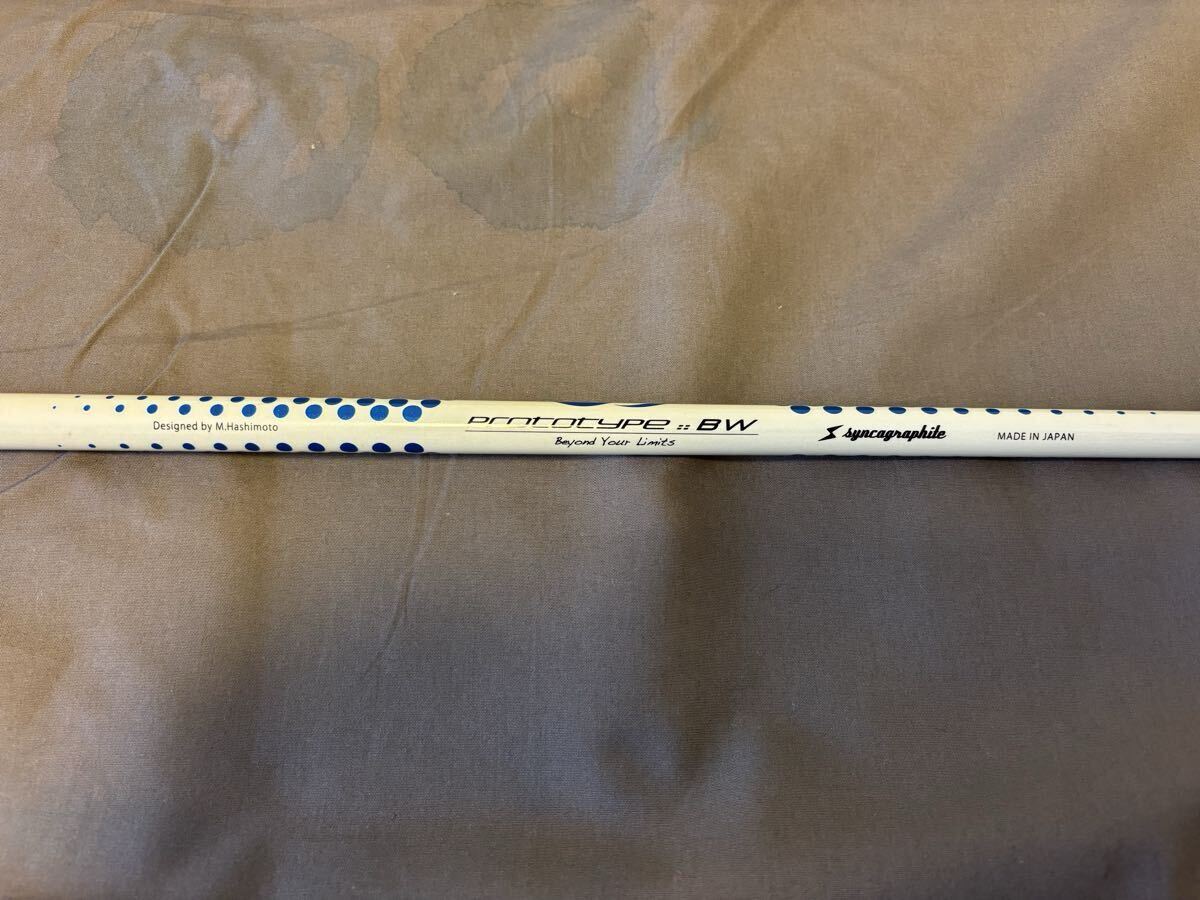 Designed by M.Hashimoto
Prototype :: BW
Beyond Your Limits
syncagraphite
MADE IN JAPAN